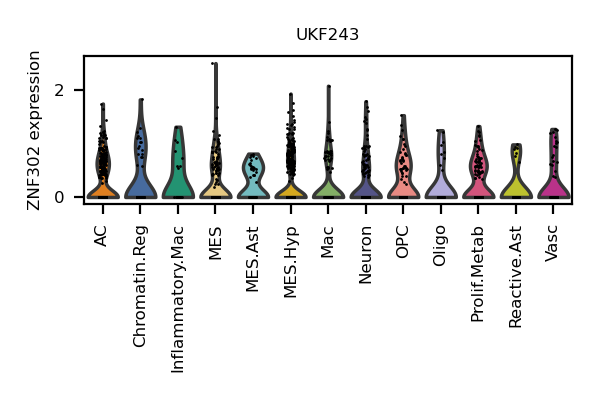 UKF243
ZNF302 expression
2
0
AC
Chromatin.Reg
Inflammatory.Mac
MES
MES.Ast
MES.Hyp
Mac
Neuron
OPC
Oligo
Prolif.Metab
Reactive.Ast
Vasc